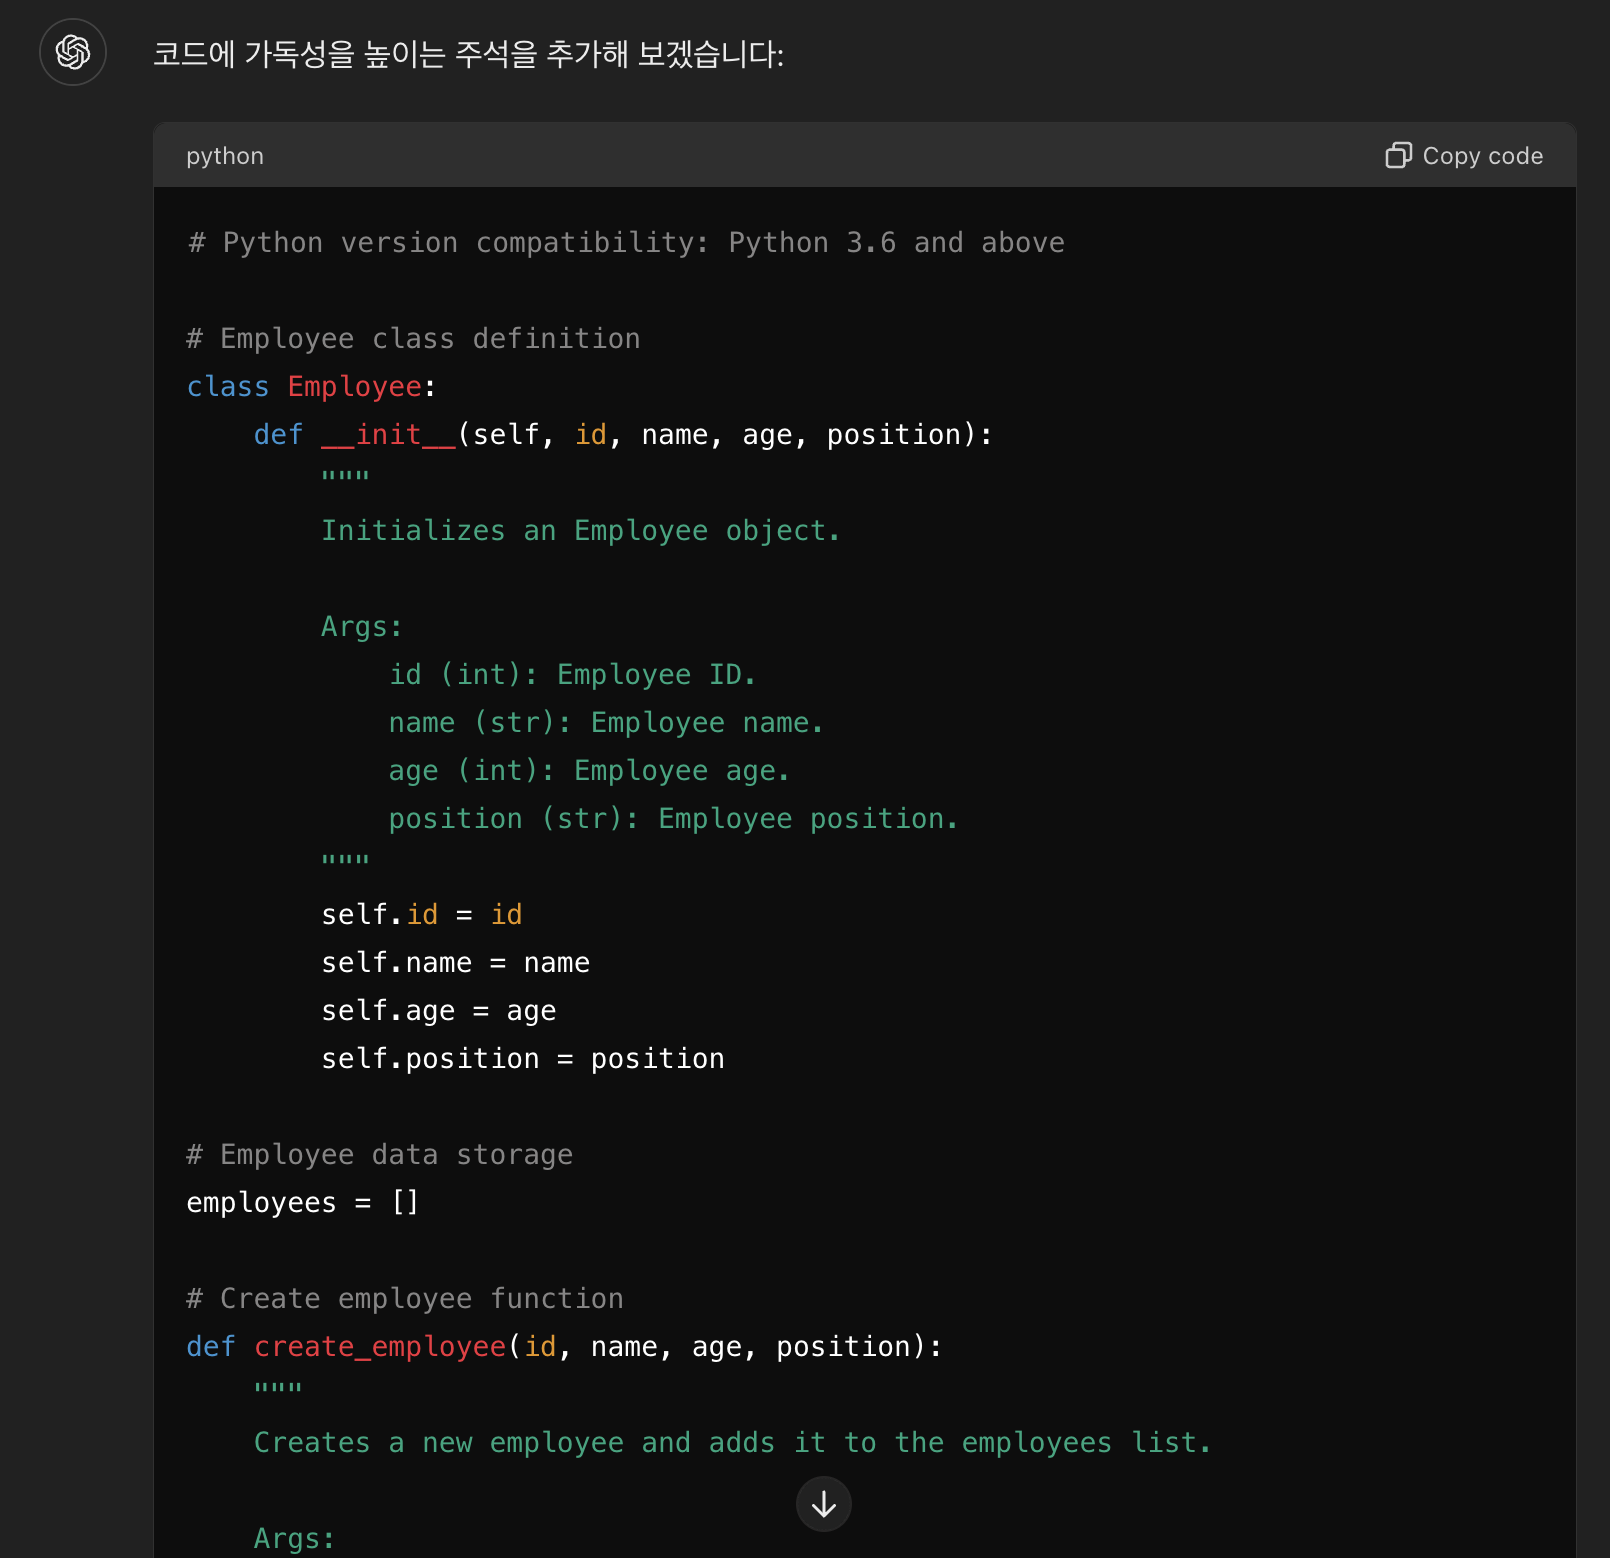 코드에 가독성을 높이는 주석을 추가해 보겠습니다:
python
Copy code
# Python version compatibility: Python 3.6 and above
# Employee class definition
class Employee:
    def __init__(self, id, name, age, position):
        """
        Initializes an Employee object.
        Args:
            id (int): Employee ID.
            name (str): Employee name.
            age (int): Employee age.
            position (str): Employee position.
        """
        self.id = id
        self.name = name
        self.age = age
        self.position = position
# Employee data storage
employees = []
# Create employee function
def create_employee(id, name, age, position):
    """
    Creates a new employee and adds it to the employees list.
    Args: